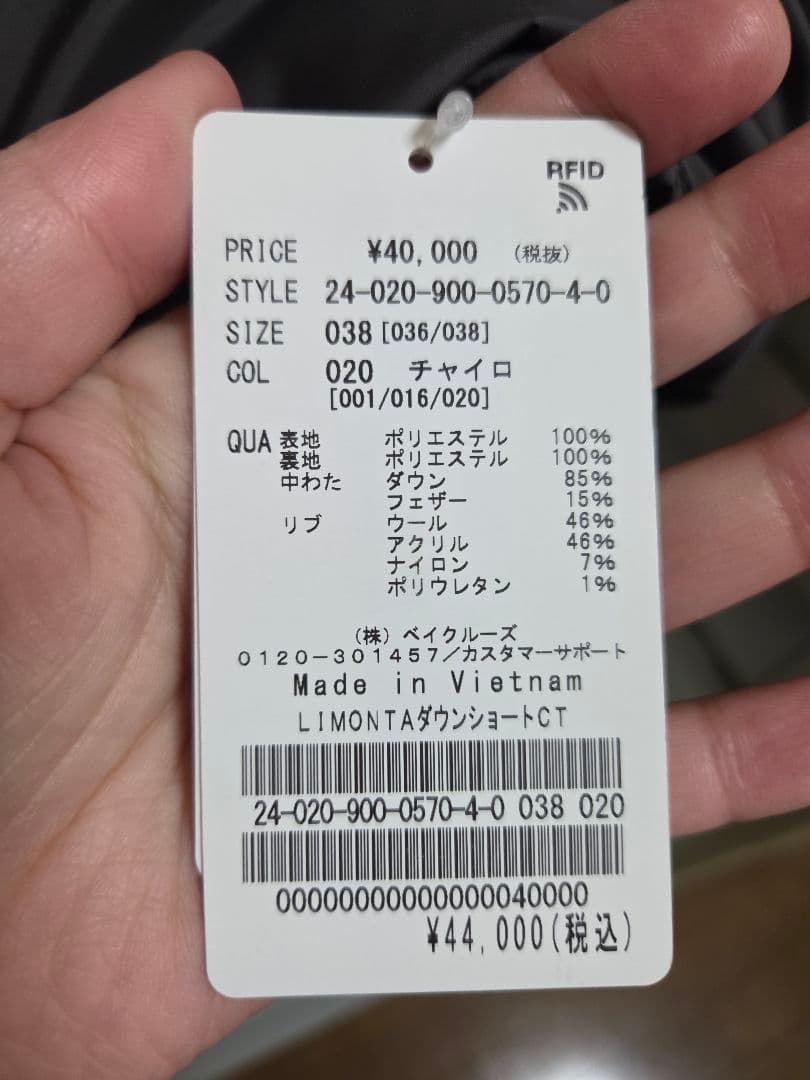 RFID
PRICE ¥40,000 (税抜)
STYLE 24-020-900-0570-4-0
SIZE 038 [036/038]
COL 020 チャイロ
[001/016/020]
QUA 表地 ポリエステル 100%
裏地 ポリエステル 100%
中わた ダウン 85%
フェザー 15%
リブ ウール 46%
アクリル 46%
ナイロン 7%
ポリウレタン 1%
(株)ベイクルーズ
0120-301457/カスタマーサポート
Made in Vietnam
LIMONTAダウンショートCT
24-020-900-0570-4-0 038 020
00000000000000040000
¥44,000(税込)